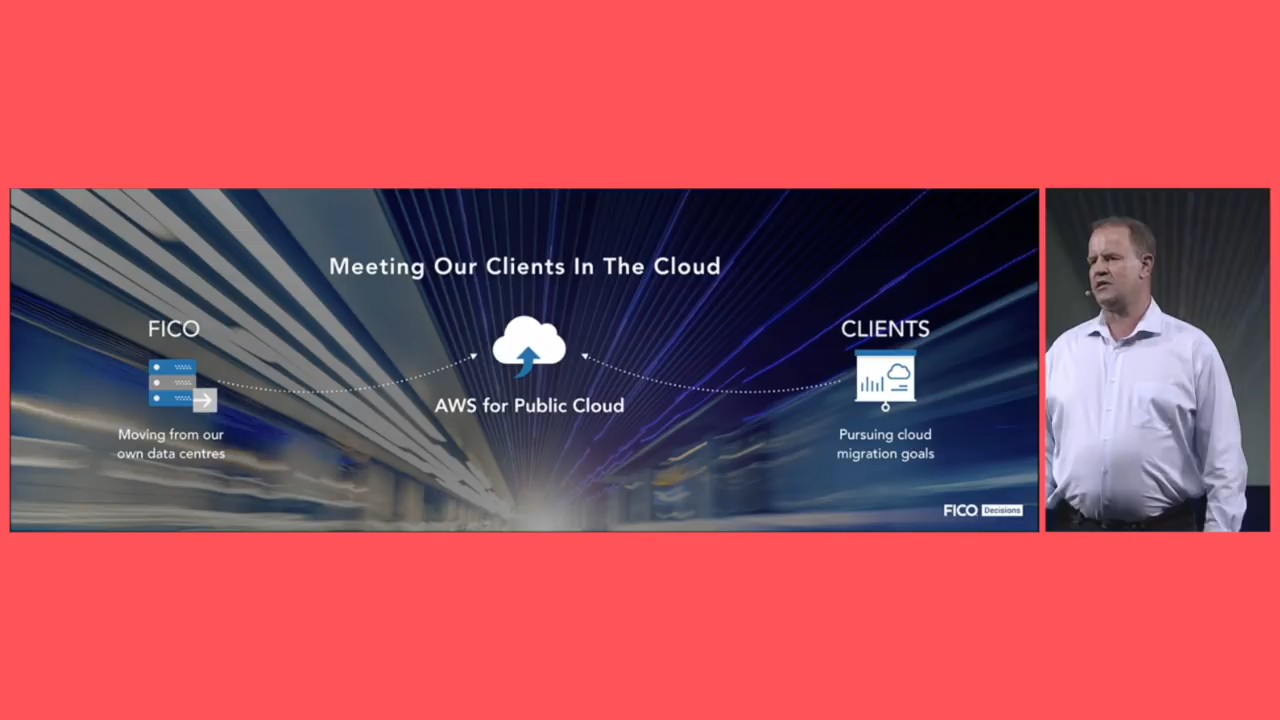 Meeting Our Clients In The Cloud
FICO
CLIENTS
AWS for Public Cloud
Moving from our
own data centres
Pursuing cloud
migration goals
FICO Decisions